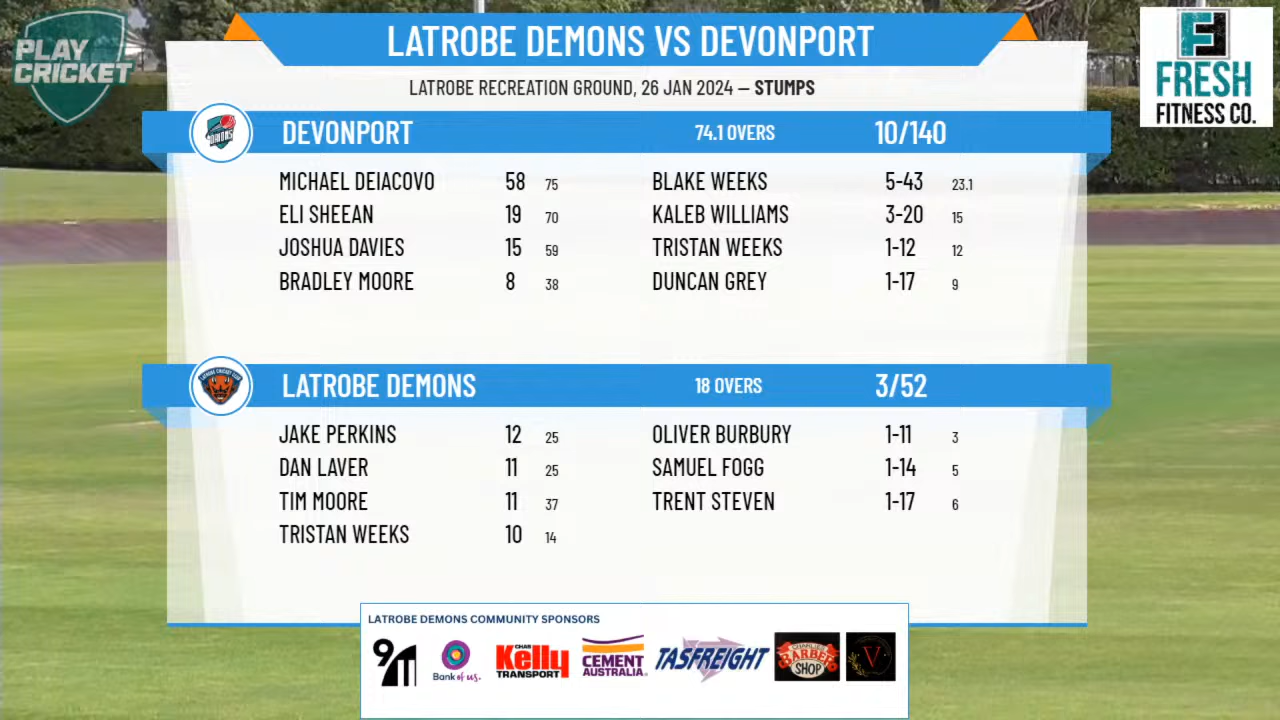 PLAY
CRICKET
LATROBE DEMONS VS DEVONPORT
FRESH
FITNESS CO.
LATROBE RECREATION GROUND, 26 JAN 2024 – STUMPS
DEVONPORT 74.1 OVERS 10/140
MICHAEL DEIACOVO 58 75 BLAKE WEEKS 5-43 23.1
ELI SHEEAN 19 70 KALEB WILLIAMS 3-20 15
JOSHUA DAVIES 15 59 TRISTAN WEEKS 1-12 12
BRADLEY MOORE 8 38 DUNCAN GREY 1-17 9
LATROBE DEMONS 18 OVERS 3/52
JAKE PERKINS 12 25 OLIVER BURBURY 1-11 3
DAN LAVER 11 25 SAMUEL FOGG 1-14 5
TIM MOORE 11 37 TRENT STEVEN 1-17 6
TRISTAN WEEKS 10 14
LATROBE DEMONS COMMUNITY SPONSORS
Bank of us.
CHAS
Kelly
TRANSPORT
CEMENT
AUSTRALIA
TASFREIGHT
CHARLIES
BARBER
SHOP
V